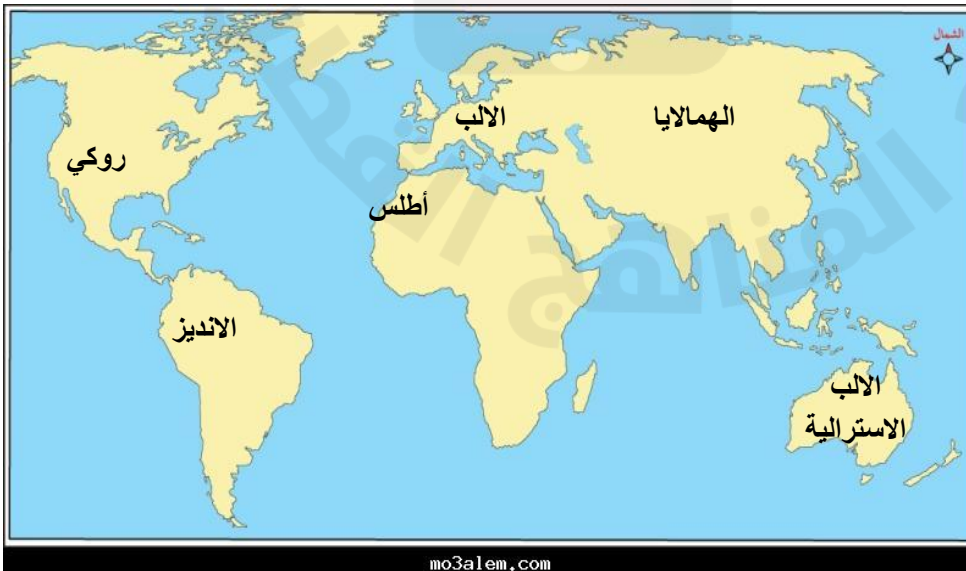 الشمال
الهمالايا
الالب
روكي
أطلس
الانديز
الالب
الاسترالية
mo3alem.com